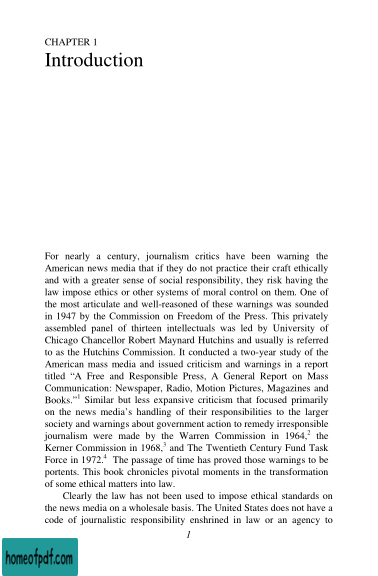 CHAPTER 1
Introduction
For nearly a century, journalism critics have been warning the
American news media that if they do not practice their craft ethically
and with a greater sense of social responsibility, they risk having the
law impose ethics or other systems of moral control on them. One of
the most articulate and well-reasoned of these warnings was sounded
in 1947 by the Commission on Freedom of the Press. This privately
assembled panel of thirteen intellectuals was led by University of
Chicago Chancellor Robert Maynard Hutchins and usually is referred
to as the Hutchins Commission. It conducted a two-year study of the
American mass media and issued criticism and warnings in a report
titled “A Free and Responsible Press, A General Report on Mass
Communication: Newspaper, Radio, Motion Pictures, Magazines and
Books.”1 Similar but less expansive criticism that focused primarily
on the news media’s handling of their responsibilities to the larger
society and warnings about government action to remedy irresponsible
journalism were made by the Warren Commission in 1964,2 the
Kerner Commission in 1968,3 and The Twentieth Century Fund Task
Force in 1972.4 The passage of time has proved those warnings to be
portents. This book chronicles pivotal moments in the transformation
of some ethical matters into law.
Clearly the law has not been used to impose ethical standards on
the news media on a wholesale basis. The United States does not have a
code of journalistic responsibility enshrined in law or an agency to
1
homeofpdf.com